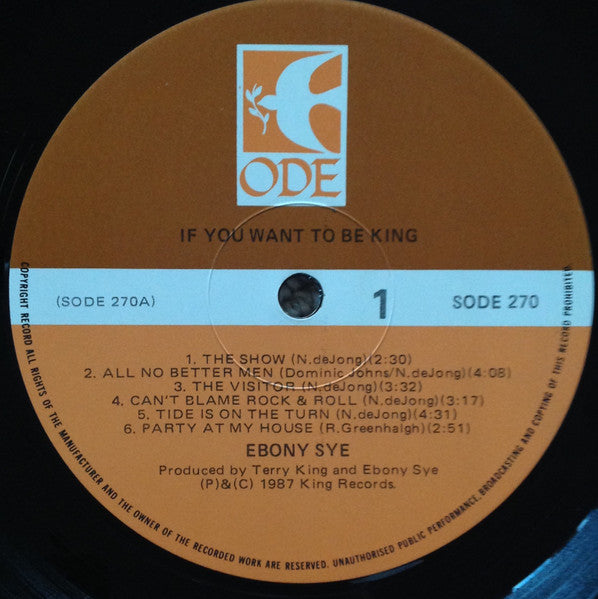 ODE
IF YOU WANT TO BE KING
(SODE 270A)
1
SODE 270
1. THE SHOW (N.deJong)(2:30)
2. ALL NO BETTER MEN (Dominic Johns/N.deJong)(4:08)
3. THE VISITOR (N.deJong)(3:32)
4. CAN'T BLAME ROCK & ROLL (N.deJong)(3:17)
5. TIDE IS ON THE TURN (N.deJong)(4:31)
6. PARTY AT MY HOUSE (R.Greenhalgh)(2:51)
EBONY SYE
Produced by Terry King and Ebony Sye
(P)&(C) 1987 King Records.
COPYRIGHT RECORD ALL RIGHTS OF THE MANUFACTURER AND THE OWNER OF THE RECORDED WORK ARE RESERVED. UNAUTHORISED PUBLIC PERFORMANCE, BROADCASTING AND COPYING OF THIS RECORD PROHIBITED